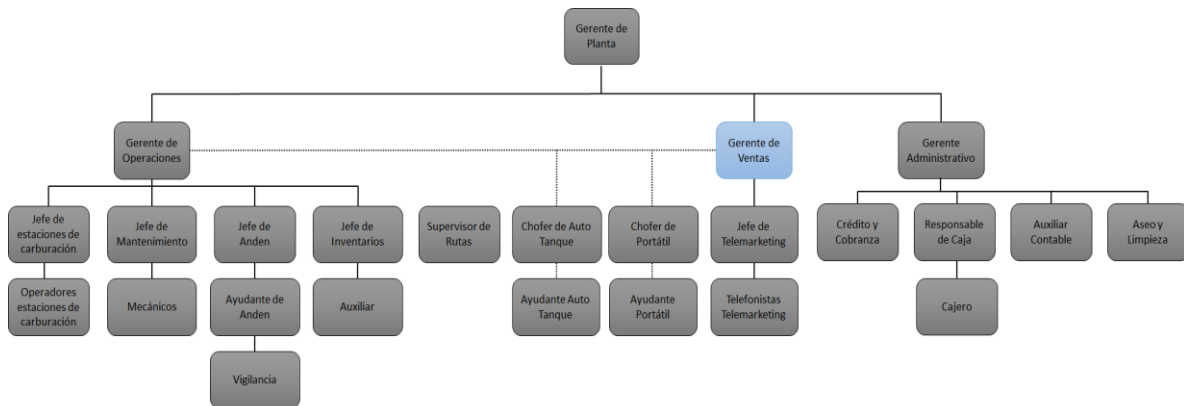 Gerente de
Planta
Gerente de
Operaciones
Gerente de
Ventas
Gerente
Administrativo
Jefe de
estaciones de
carburación
Jefe de
Mantenimiento
Jefe de
Anden
Jefe de
Inventarios
Supervisor de
Rutas
Chofer de Auto
Tanque
Chofer de
Portátil
Jefe de
Telemarketing
Crédito y
Cobranza
Responsable
de Caja
Auxiliar
Contable
Aseo y
Limpieza
Operadores
estaciones de
carburación
Mecánicos
Ayudante de
Anden
Auxiliar
Ayudante Auto
Tanque
Ayudante
Portátil
Telefonistas
Telemarketing
Cajero
Vigilancia